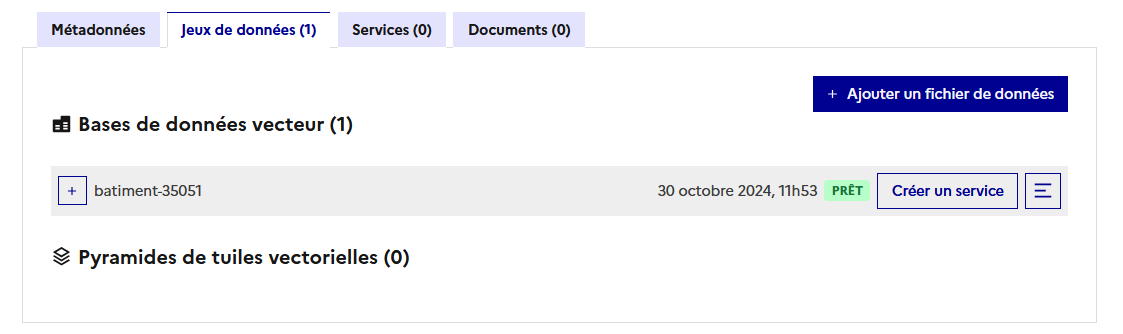 Métadonnées Jeux de données (1) Services (0) Documents (0)
+ Ajouter un fichier de données
Bases de données vecteur (1)
+ batiment-35051 30 octobre 2024, 11h53 PRÊT Créer un service
Pyramides de tuiles vectorielles (0)